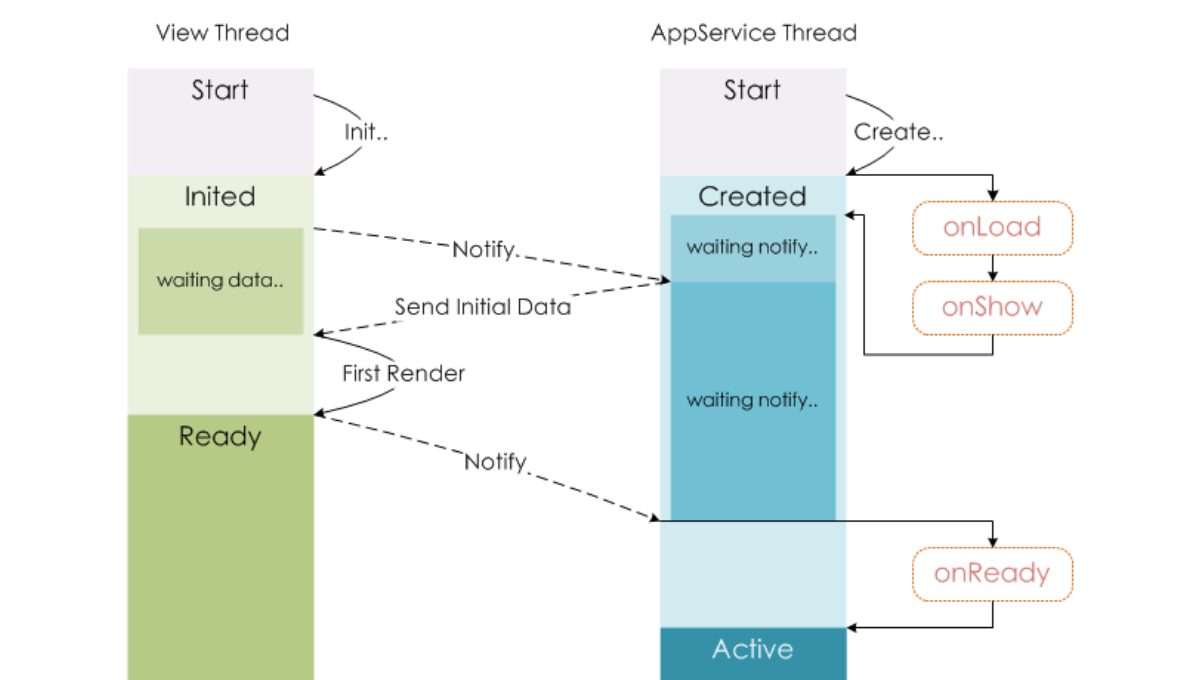 View Thread
AppService Thread
Start
Start
Init..
Create..
Inited
Created
onLoad
waiting notify..
Notify.
waiting data..
Send Initial Data
onShow
First Render
waiting notify..
Ready
Notify
onReady
Active